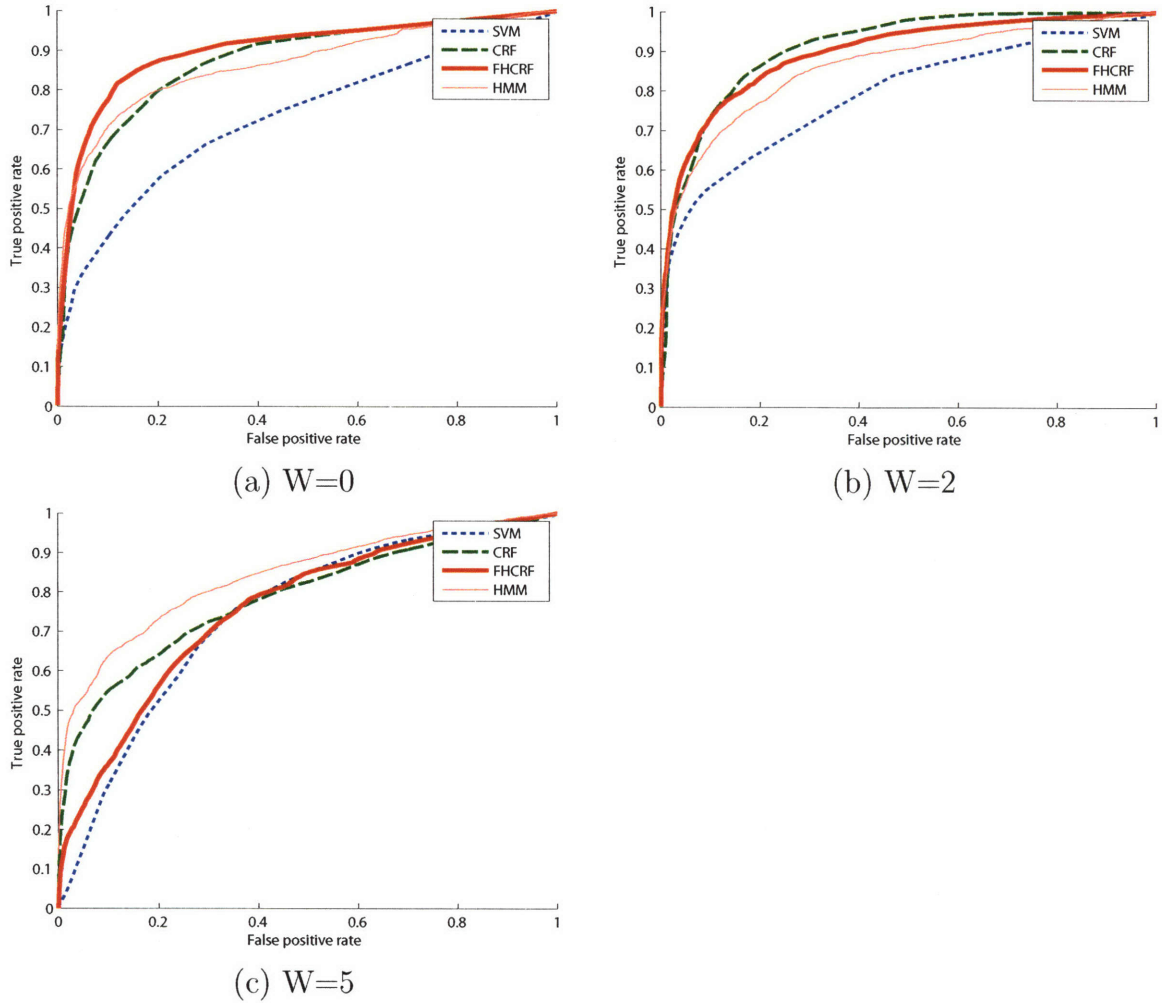 1
0.9
0.8
0.7
0.6
0.5
0.4
0.3
0.2
0.1
0
True positive rate
0
0.2
0.4
0.6
0.8
1
False positive rate
SVM
CRF
FHCRF
HMM
(a) W=0
1
0.9
0.8
0.7
0.6
0.5
0.4
0.3
0.2
0.1
0
True positive rate
0
0.2
0.4
0.6
0.8
1
False positive rate
SVM
CRF
FHCRF
HMM
(b) W=2
1
0.9
0.8
0.7
0.6
0.5
0.4
0.3
0.2
0.1
0
True positive rate
0
0.2
0.4
0.6
0.8
1
False positive rate
SVM
CRF
FHCRF
HMM
(c) W=5